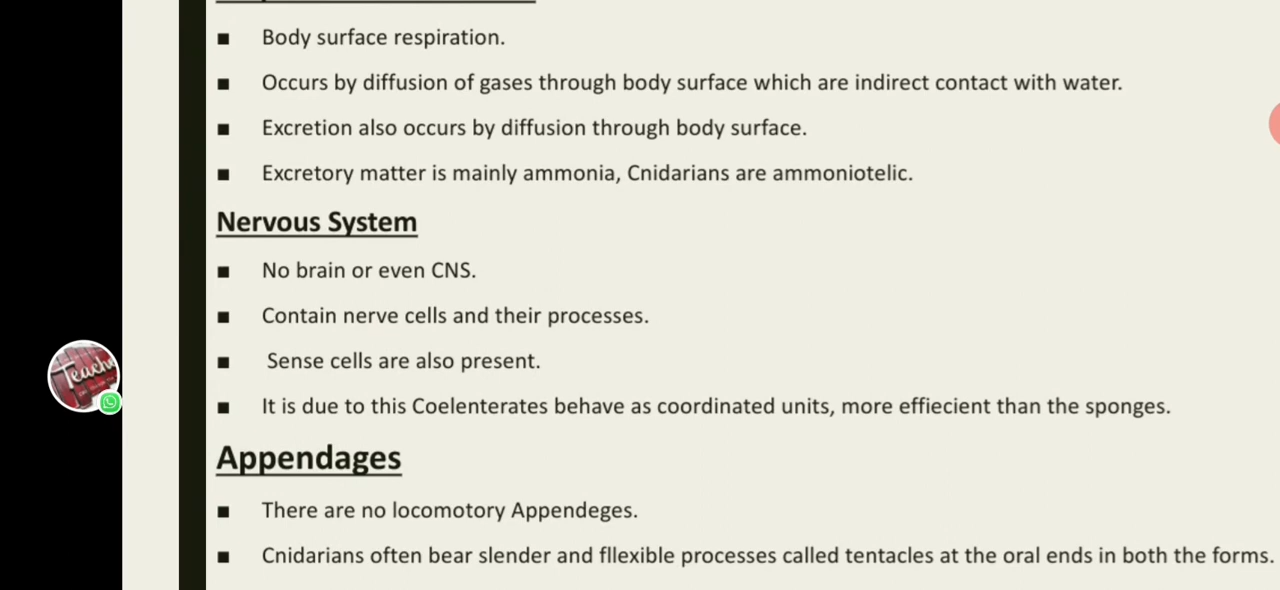 Body surface respiration.
Occurs by diffusion of gases through body surface which are indirect contact with water.
Excretion also occurs by diffusion through body surface.
Excretory matter is mainly ammonia, Cnidarians are ammoniotelic.
Nervous System
No brain or even CNS.
Contain nerve cells and their processes.
Sense cells are also present.
It is due to this Coelenterates behave as coordinated units, more effiecient than the sponges.
Appendages
There are no locomotory Appendeges.
Cnidarians often bear slender and fllexible processes called tentacles at the oral ends in both the forms.